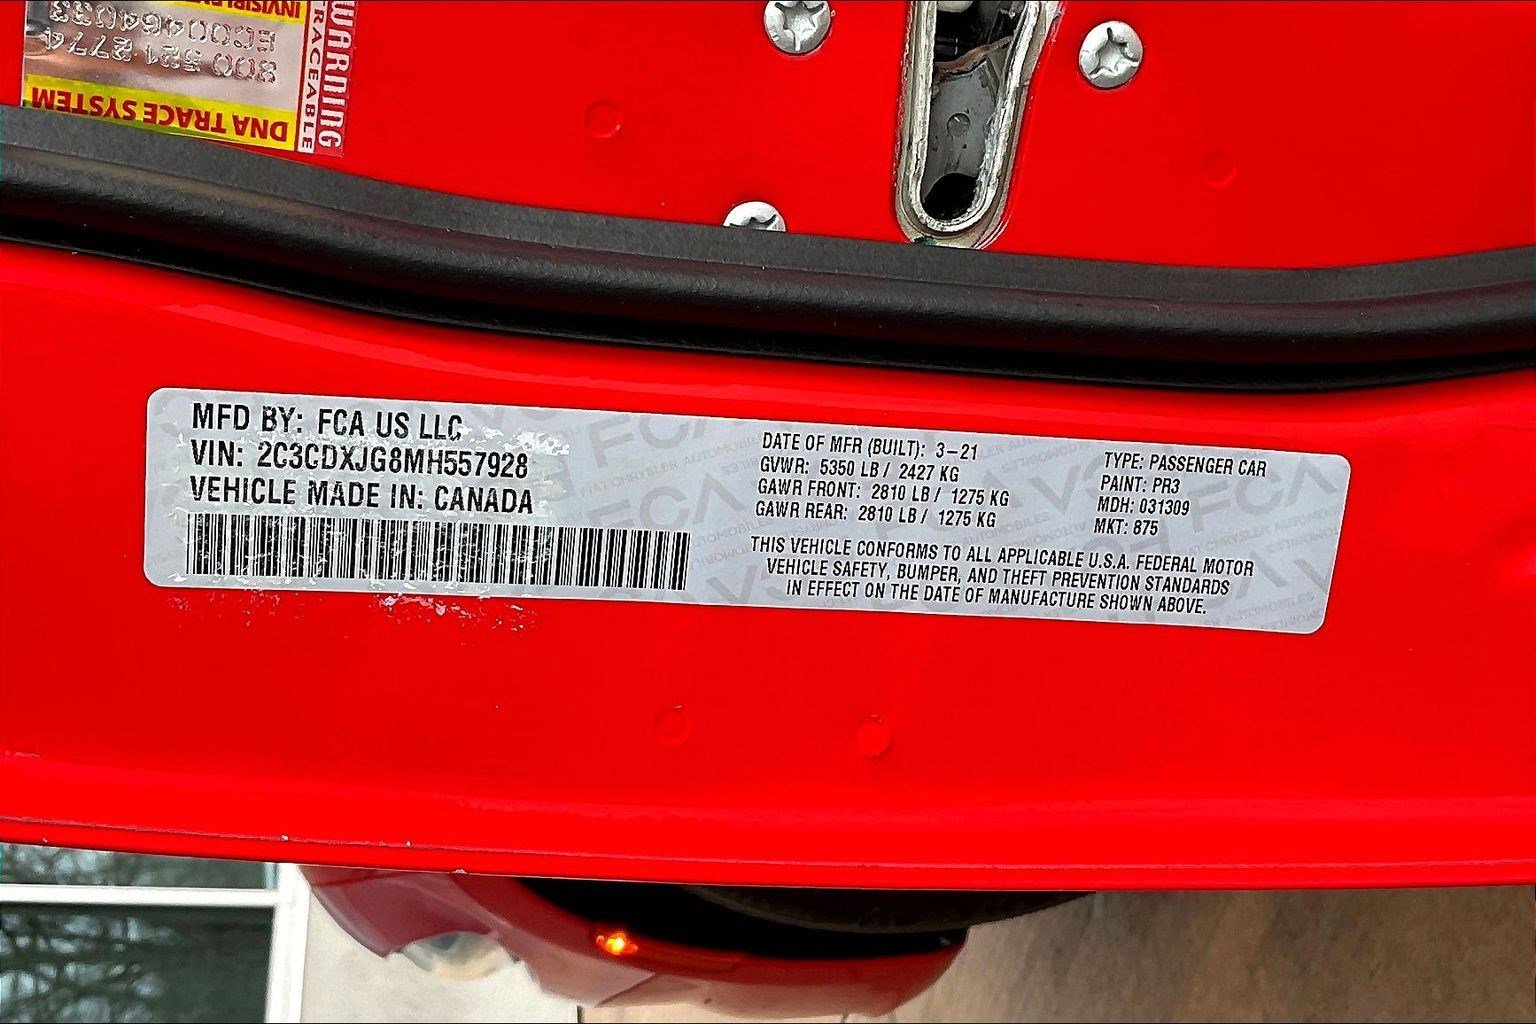 WARNING
TRACEABLE
DNA TRACE SYSTEM
800 521 2774
INVISIBLE
MFD BY: FCA US LLC
VIN: 2C3CDXJG8MH557928
VEHICLE MADE IN: CANADA
DATE OF MFR (BUILT): 3-21
GVWR: 5350 LB / 2427 KG
GAWR FRONT: 2810 LB / 1275 KG
GAWR REAR: 2810 LB / 1275 KG
TYPE: PASSENGER CAR
PAINT: PR3
MDH: 031309
MKT: 875
THIS VEHICLE CONFORMS TO ALL APPLICABLE U.S.A. FEDERAL MOTOR
VEHICLE SAFETY, BUMPER, AND THEFT PREVENTION STANDARDS
IN EFFECT ON THE DATE OF MANUFACTURE SHOWN ABOVE.